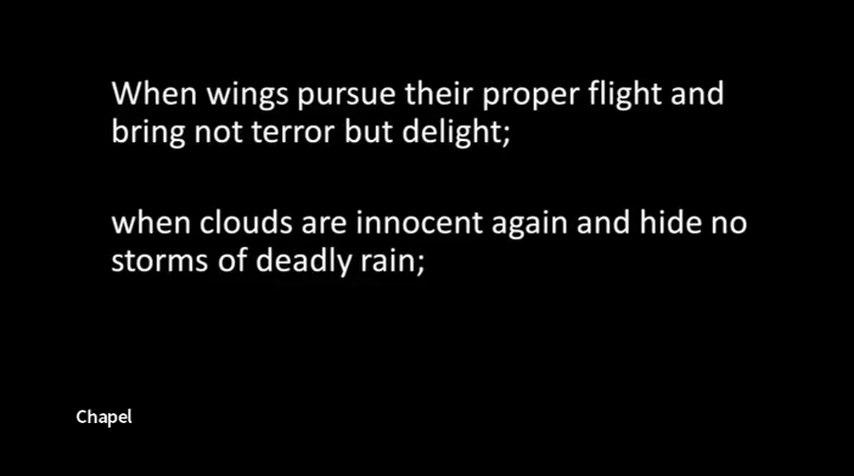 When wings pursue their proper flight and
bring not terror but delight;
when clouds are innocent again and hide no
storms of deadly rain;
Chapel